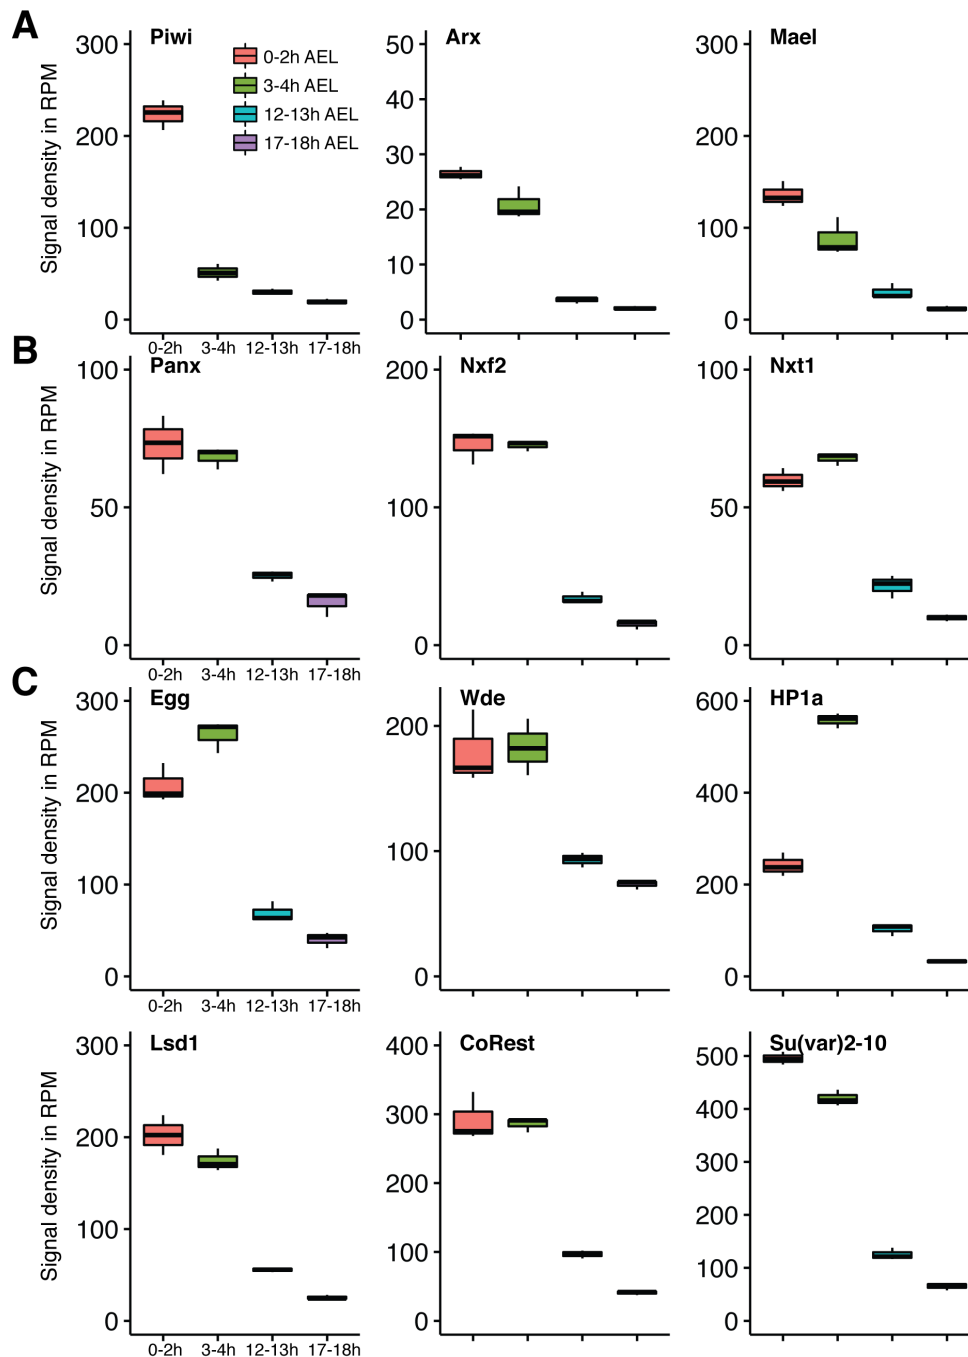 A
Piwi
Arx
Mael
0-2h AEL
3-4h AEL
12-13h AEL
17-18h AEL
Signal density in RPM
300
200
100
0
50
40
30
20
10
0
300
200
100
0
0-2h 3-4h 12-13h 17-18h
B
Panx
Nxf2
Nxt1
Signal density in RPM
100
50
0
200
100
0
100
50
0
0-2h 3-4h 12-13h 17-18h
C
Egg
Wde
HP1a
Signal density in RPM
300
200
100
0
200
100
0
600
400
200
0
0-2h 3-4h 12-13h 17-18h
Lsd1
CoRest
Su(var)2-10
Signal density in RPM
300
200
100
0
400
300
200
100
0
500
400
300
200
100
0
0-2h 3-4h 12-13h 17-18h